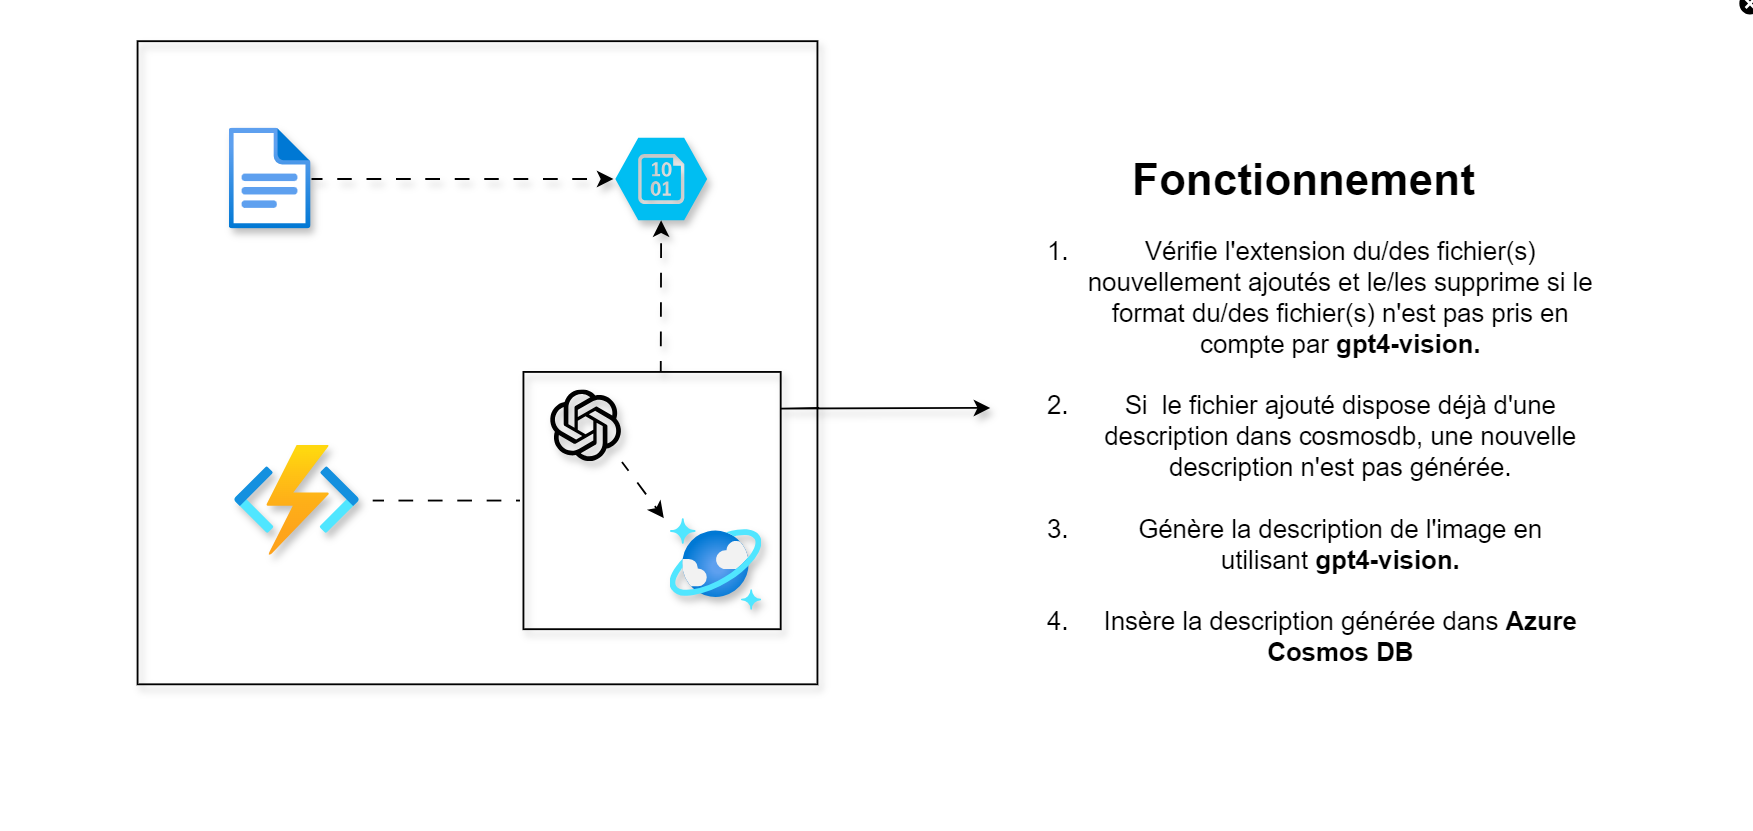 10
01
Fonctionnement
1. Vérifie l'extension du/des fichier(s)
nouvellement ajoutés et le/les supprime si le
format du/des fichier(s) n'est pas pris en
compte par gpt4-vision.
2. Si  le fichier ajouté dispose déjà d'une
description dans cosmosdb, une nouvelle
description n'est pas générée.
3. Génère la description de l'image en
utilisant gpt4-vision.
4. Insère la description générée dans Azure
Cosmos DB